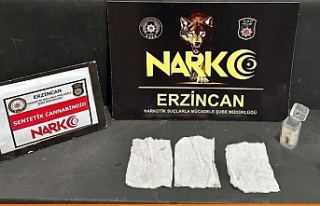 NARKO
ERZİNCAN
NARKOTİK SUÇLARLA MÜCADELE ŞUBE MÜDÜRLÜĞÜ
ERZİNCAN
SENTETİK CANNABİNOİD
NARKO